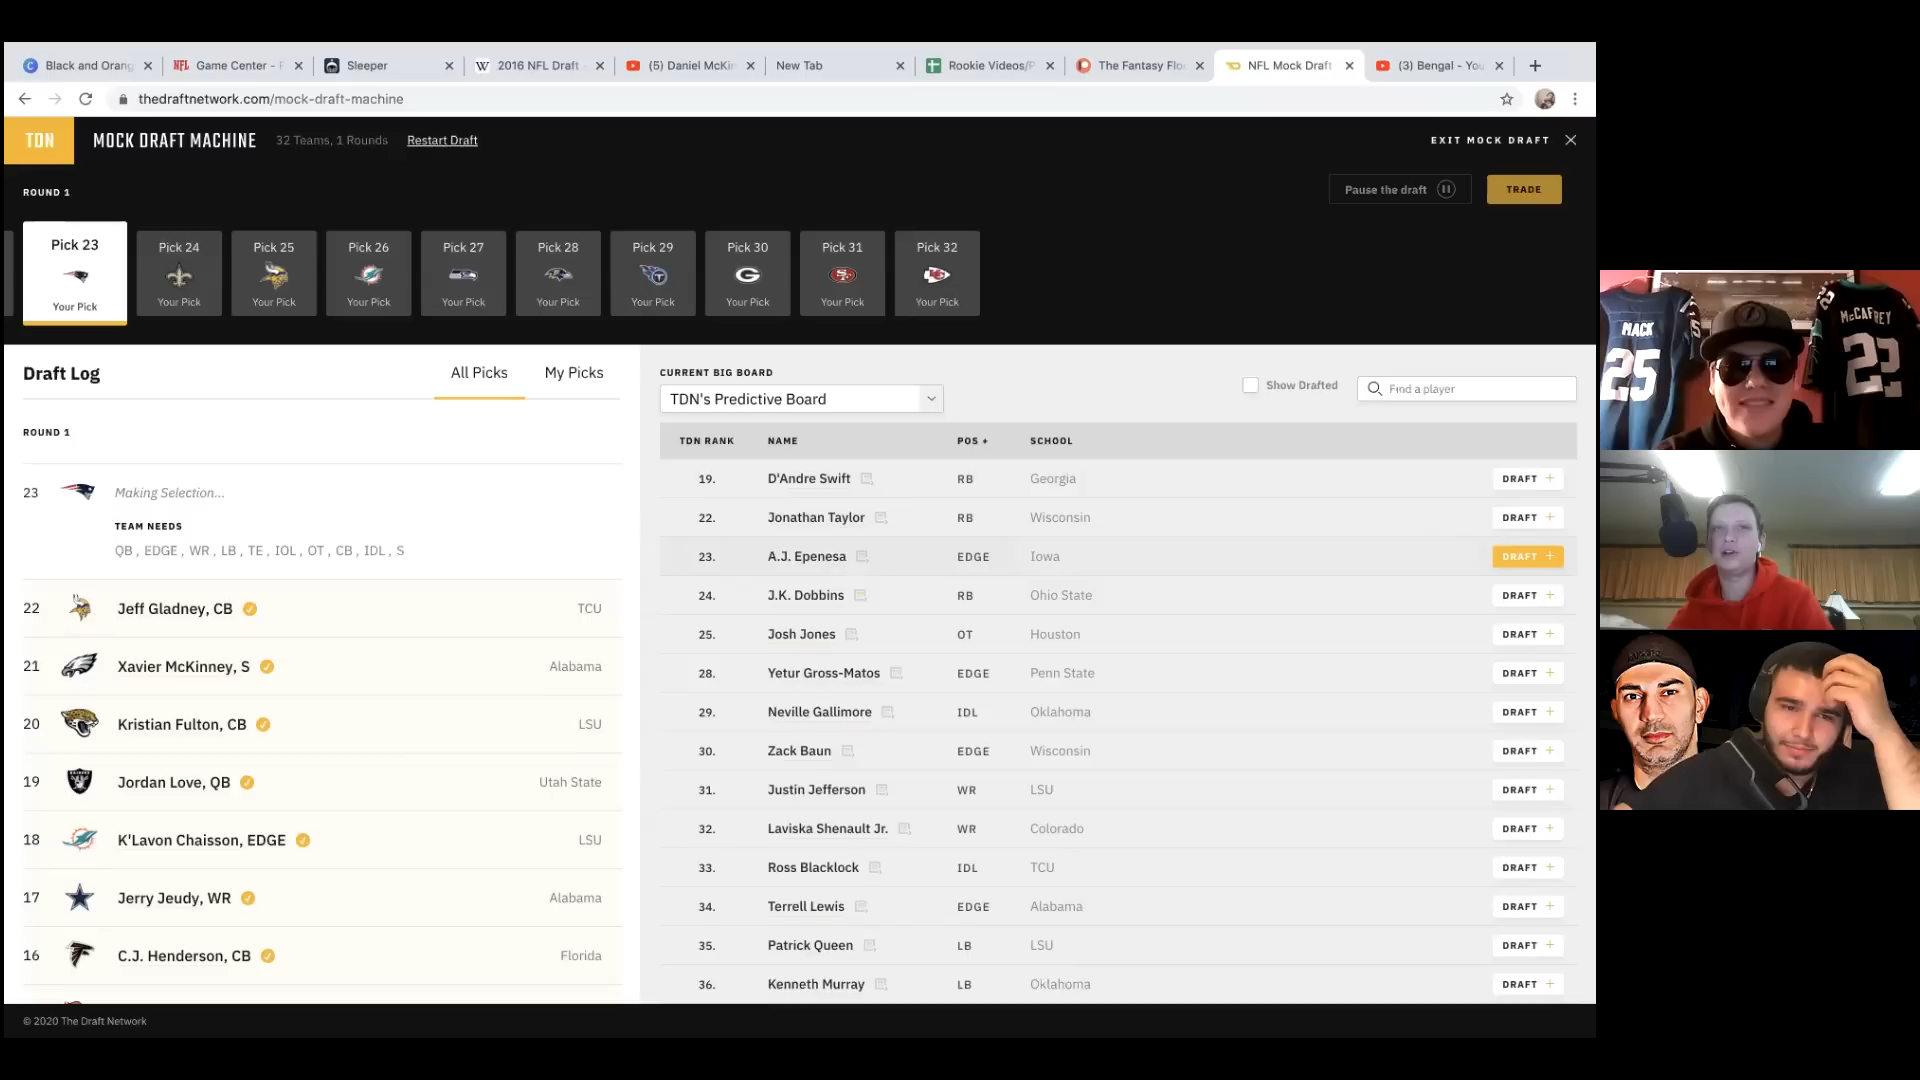 Black and Orang
NFL Game Center - F
Sleeper
W 2016 NFL Draft
(5) Daniel McKin
New Tab
Rookie Videos/P
The Fantasy Flo
NFL Mock Draft
(3) Bengal - You
thedraftnetwork.com/mock-draft-machine
TDN MOCK DRAFT MACHINE 32 Teams, 1 Rounds Restart Draft EXIT MOCK DRAFT
ROUND 1
Pause the draft TRADE
Pick 23 Your Pick
Pick 24 Your Pick
Pick 25 Your Pick
Pick 26 Your Pick
Pick 27 Your Pick
Pick 28 Your Pick
Pick 29 Your Pick
Pick 30 Your Pick
Pick 31 Your Pick
Pick 32 Your Pick
Draft Log All Picks My Picks
ROUND 1
23 Making Selection...
TEAM NEEDS
QB , EDGE , WR , LB , TE , IOL , OT , CB , IDL , S
22 Jeff Gladney, CB TCU
21 Xavier McKinney, S Alabama
20 Kristian Fulton, CB LSU
19 Jordan Love, QB Utah State
18 K'Lavon Chaisson, EDGE LSU
17 Jerry Jeudy, WR Alabama
16 C.J. Henderson, CB Florida
CURRENT BIG BOARD
TDN's Predictive Board
Show Drafted
Find a player
TDN RANK NAME POS SCHOOL
19. D'Andre Swift RB Georgia DRAFT +
22. Jonathan Taylor RB Wisconsin DRAFT +
23. A.J. Epenesa EDGE Iowa DRAFT +
24. J.K. Dobbins RB Ohio State DRAFT +
25. Josh Jones OT Houston DRAFT +
28. Yetur Gross-Matos EDGE Penn State DRAFT +
29. Neville Gallimore IDL Oklahoma DRAFT +
30. Zack Baun EDGE Wisconsin DRAFT +
31. Justin Jefferson WR LSU DRAFT +
32. Laviska Shenault Jr. WR Colorado DRAFT +
33. Ross Blacklock IDL TCU DRAFT +
34. Terrell Lewis EDGE Alabama DRAFT +
35. Patrick Queen LB LSU DRAFT +
36. Kenneth Murray LB Oklahoma DRAFT +
© 2020 The Draft Network
MACK
25
McCAFFREY
22